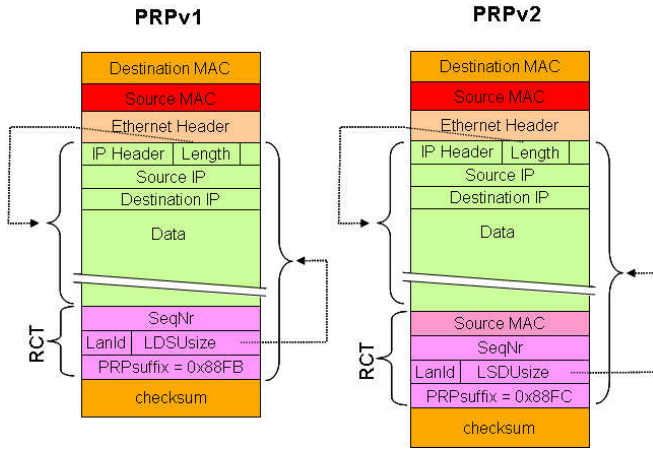 PRPv1
Destination MAC
Source MAC
Ethernet Header
IP Header Length
Source IP
Destination IP
Data
RCT
SeqNr
LanId LDSUsize
PRPsuffix = 0x88FB
checksum
PRPv2
Destination MAC
Source MAC
Ethernet Header
IP Header Length
Source IP
Destination IP
Data
RCT
Source MAC
SeqNr
LanId LSDUsize
PRPsuffix = 0x88FC
checksum